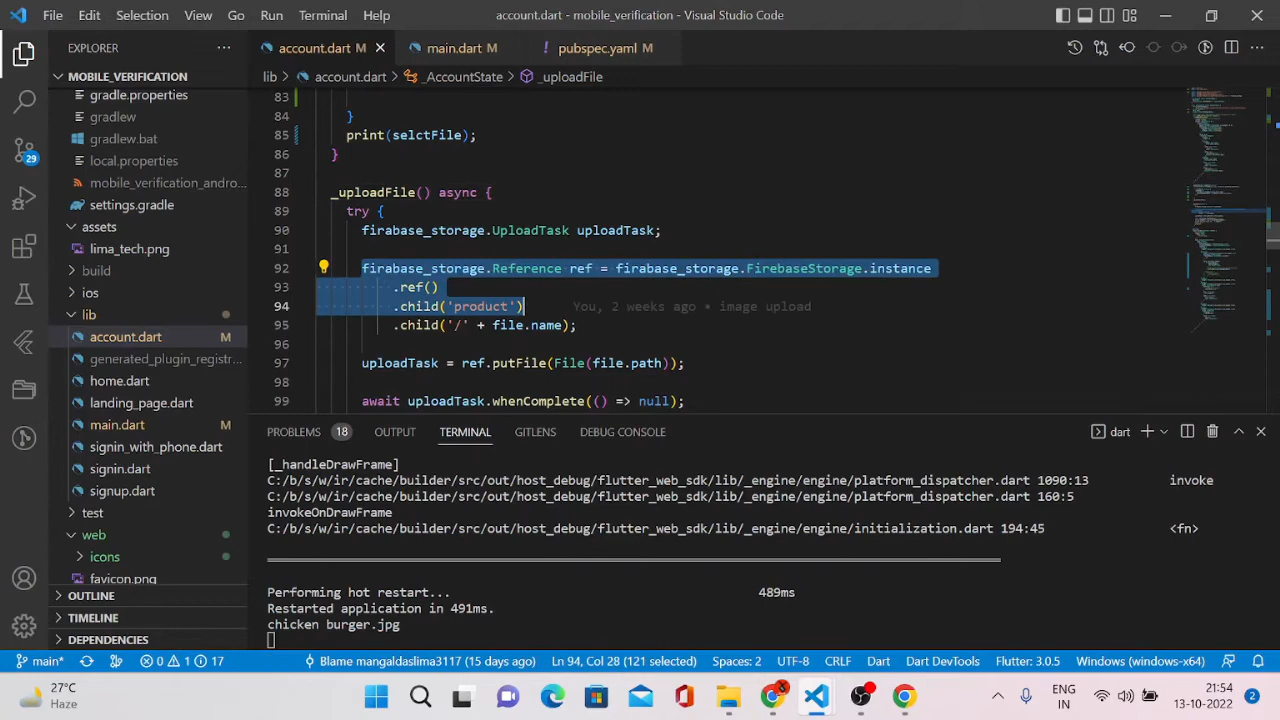 File Edit Selection View Go Run Terminal Help
account.dart - mobile_verification - Visual Studio Code
EXPLORER
MOBILE_VERIFICATION
gradle.properties
gradlew
gradlew.bat
local.properties
mobile_verification_andro...
settings.gradle
assets
lima_tech.png
build
ios
lib
account.dart M
generated_plugin_registr...
home.dart
landing_page.dart
main.dart M
signin_with_phone.dart
signin.dart
signup.dart
test
web
icons
favicon.png
OUTLINE
TIMELINE
DEPENDENCIES
29
account.dart M main.dart M pubspec.yaml M
lib > account.dart > _AccountState > _uploadFile
83
84 }
85 print(selctFile);
86 }
87
88 _uploadFile() async {
89 try {
90 firabase_storage.UploadTask uploadTask;
91
92 firabase_storage.Reference ref = firabase_storage.FirebaseStorage.instance
93 .ref()
94 .child('product') You, 2 weeks ago • image upload
95 .child('/' + file.name);
96
97 uploadTask = ref.putFile(File(file.path));
98
99 await uploadTask.whenComplete(() => null);
PROBLEMS 18 OUTPUT TERMINAL GITLENS DEBUG CONSOLE
dart
[_handleDrawFrame]
C:/b/s/w/ir/cache/builder/src/out/host_debug/flutter_web_sdk/lib/_engine/engine/platform_dispatcher.dart 1090:13 invoke
C:/b/s/w/ir/cache/builder/src/out/host_debug/flutter_web_sdk/lib/_engine/engine/platform_dispatcher.dart 160:5
invokeOnDrawFrame
C:/b/s/w/ir/cache/builder/src/out/host_debug/flutter_web_sdk/lib/_engine/engine/initialization.dart 194:45 <fn>
Performing hot restart... 489ms
Restarted application in 491ms.
chicken burger.jpg
main* 0 1 17 Blame mangaldaslima3117 (15 days ago) Ln 94, Col 28 (121 selected) Spaces: 2 UTF-8 CRLF Dart Dart DevTools Flutter: 3.0.5 Windows (windows-x64)
27°C
Haze
ENG
IN
21:54
13-10-2022